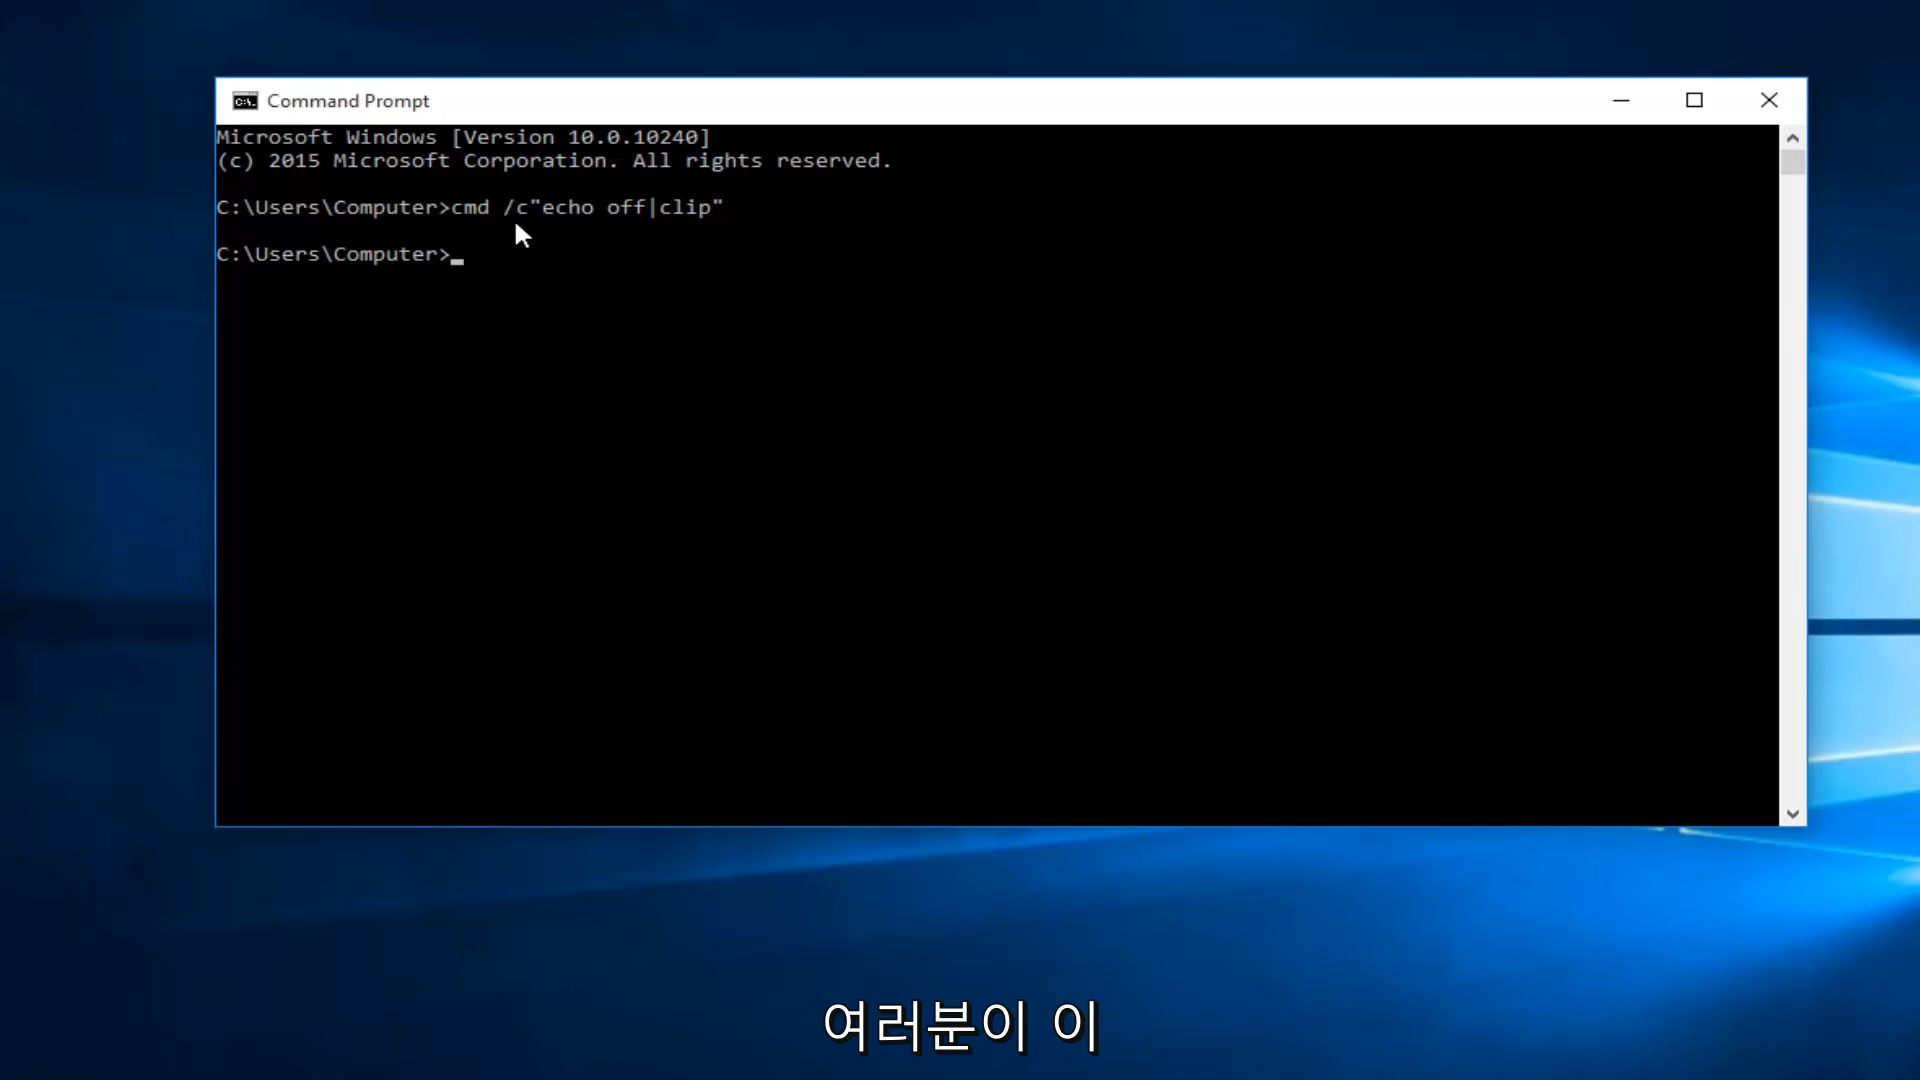 Command Prompt
Microsoft Windows [Version 10.0.10240]
(c) 2015 Microsoft Corporation. All rights reserved.
C:\Users\Computer>cmd /c"echo off|clip"
C:\Users\Computer>
여러분이 이